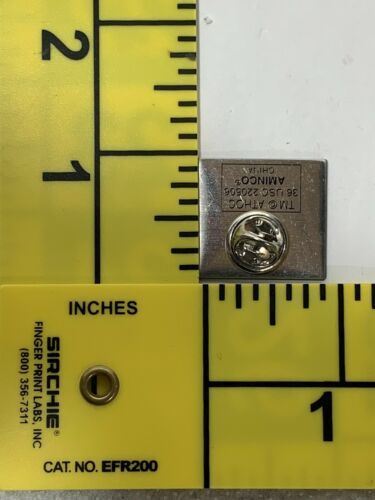 2
1
TM © ATHOC
36 USC 220506
AMINCO®
CHINA
INCHES
SIRCHIE®
FINGER PRINT LABS, INC
(800) 356-7311
CAT. NO. EFR200
1